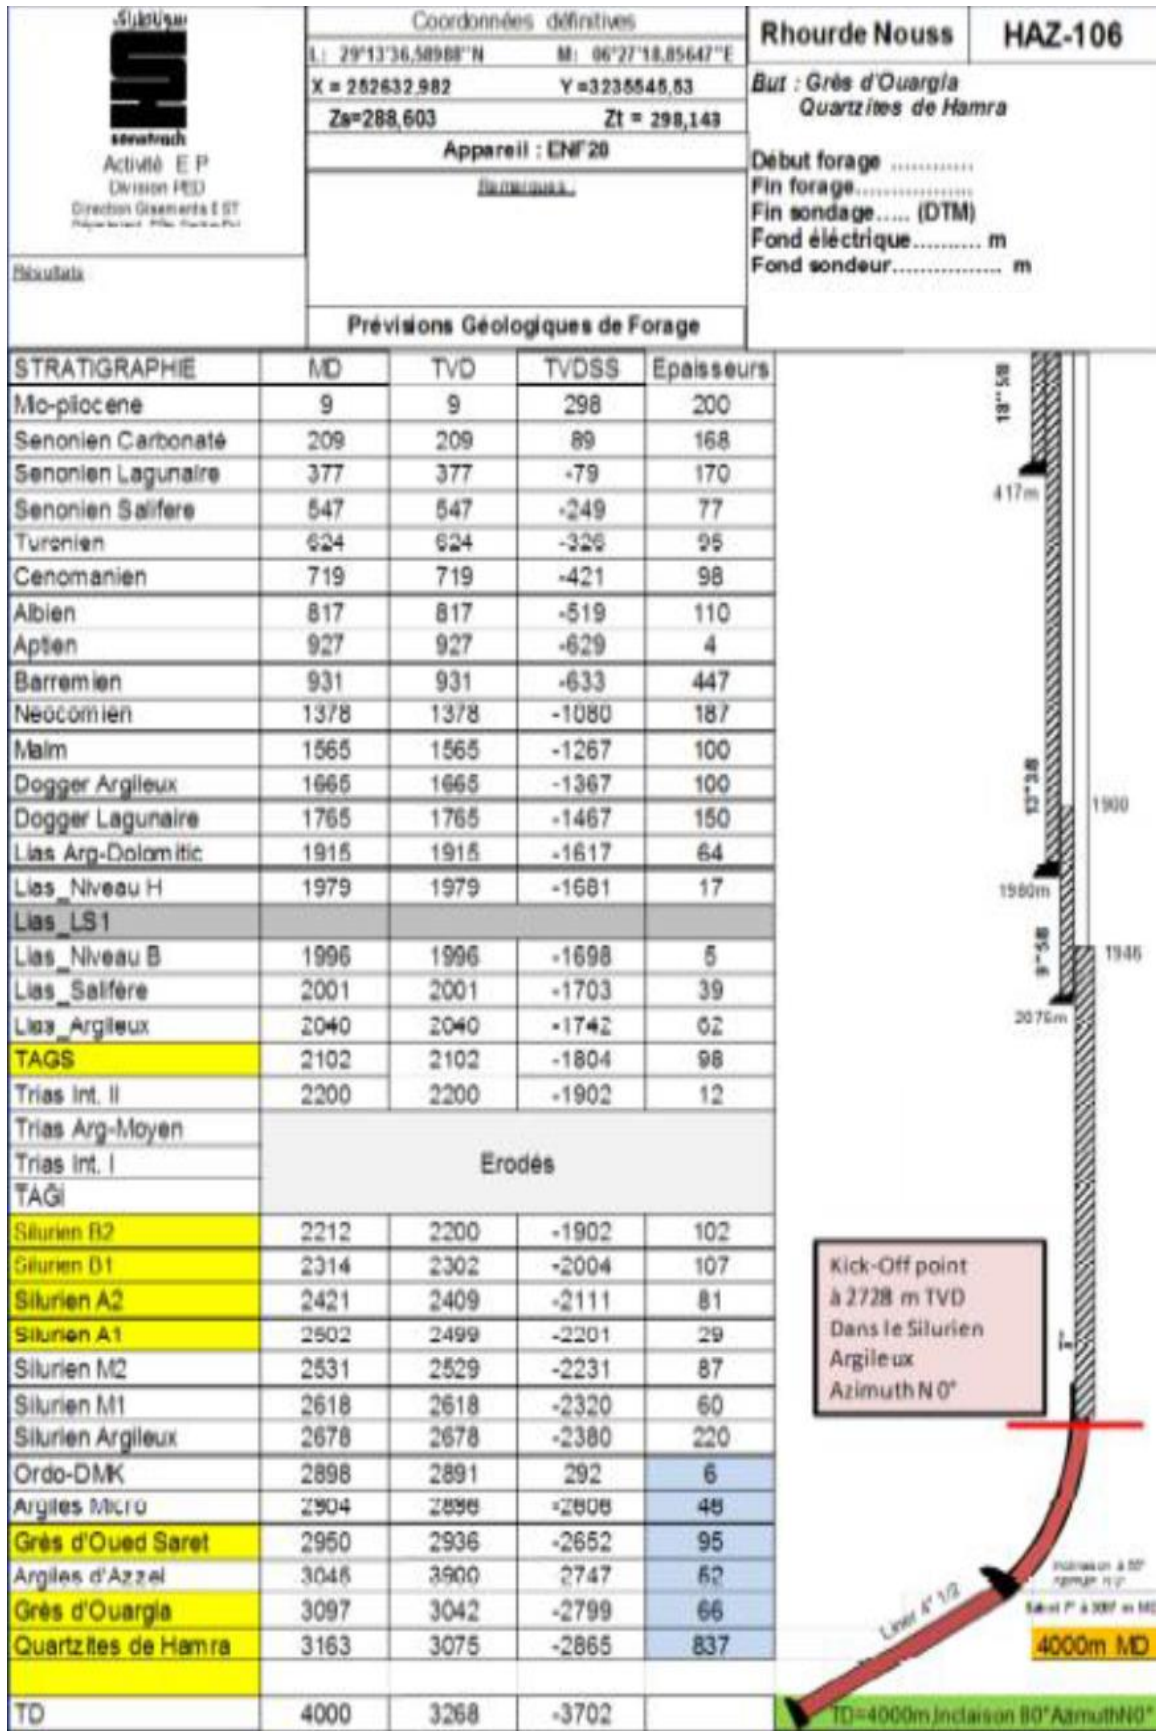 sonatrach
Activité E P
Division PED
Direction Gisements EST
Résultats
Coordonnées définitives
L: 29°13'36,58988"N M: 06°27'18,85647"E
X = 252632,982 Y =3235545,53
Zs=288,603 Zt = 298,143
Appareil : ENF20
Remarques :
Prévisions Géologiques de Forage
Rhourde Nouss HAZ-106
But : Grès d'Ouargla
Quartzites de Hamra
Début forage ............
Fin forage.................
Fin sondage..... (DTM)
Fond éléctrique.......... m
Fond sondeur................ m
STRATIGRAPHIE MD TVD TVDSS Epaisseurs
Mio-pliocene 9 9 298 200
Senonien Carbonaté 209 209 89 168
Senonien Lagunaire 377 377 -79 170
Senonien Salifere 547 547 -249 77
Turonien 624 624 -326 95
Cenomanien 719 719 -421 98
Albien 817 817 -519 110
Aptien 927 927 -629 4
Barremien 931 931 -633 447
Neocomien 1378 1378 -1080 187
Malm 1565 1565 -1267 100
Dogger Argileux 1665 1665 -1367 100
Dogger Lagunaire 1765 1765 -1467 150
Lias Arg-Dolomitic 1915 1915 -1617 64
Lias_Niveau H 1979 1979 -1681 17
Lias_LS1
Lias_Niveau B 1996 1996 -1698 5
Lias_Salifère 2001 2001 -1703 39
Lias_Argileux 2040 2040 -1742 62
TAGS 2102 2102 -1804 98
Trias Int. II 2200 2200 -1902 12
Trias Arg-Moyen
Trias Int. I
TAGi
Erodés
Silurien B2 2212 2200 -1902 102
Silurien B1 2314 2302 -2004 107
Silurien A2 2421 2409 -2111 81
Silurien A1 2502 2499 -2201 29
Silurien M2 2531 2529 -2231 87
Silurien M1 2618 2618 -2320 60
Silurien Argileux 2678 2678 -2380 220
Ordo-DMK 2898 2891 292 6
Argiles Micro 2904 2896 -2606 46
Grès d'Oued Saret 2950 2936 -2652 95
Argiles d'Azzel 3045 3900 2747 52
Grès d'Ouargla 3097 3042 -2799 66
Quartzites de Hamra 3163 3075 -2865 837
TD 4000 3268 -3702
18" 5/8
417m
13" 3/8
1900
1980m
9" 5/8
1946
2076m
Kick-Off point
à 2728 m TVD
Dans le Silurien
Argileux
Azimuth N 0°
7"
Liner 4" 1/2
4000m MD
TD=4000m,Inclaison 80°AzmuthN0°